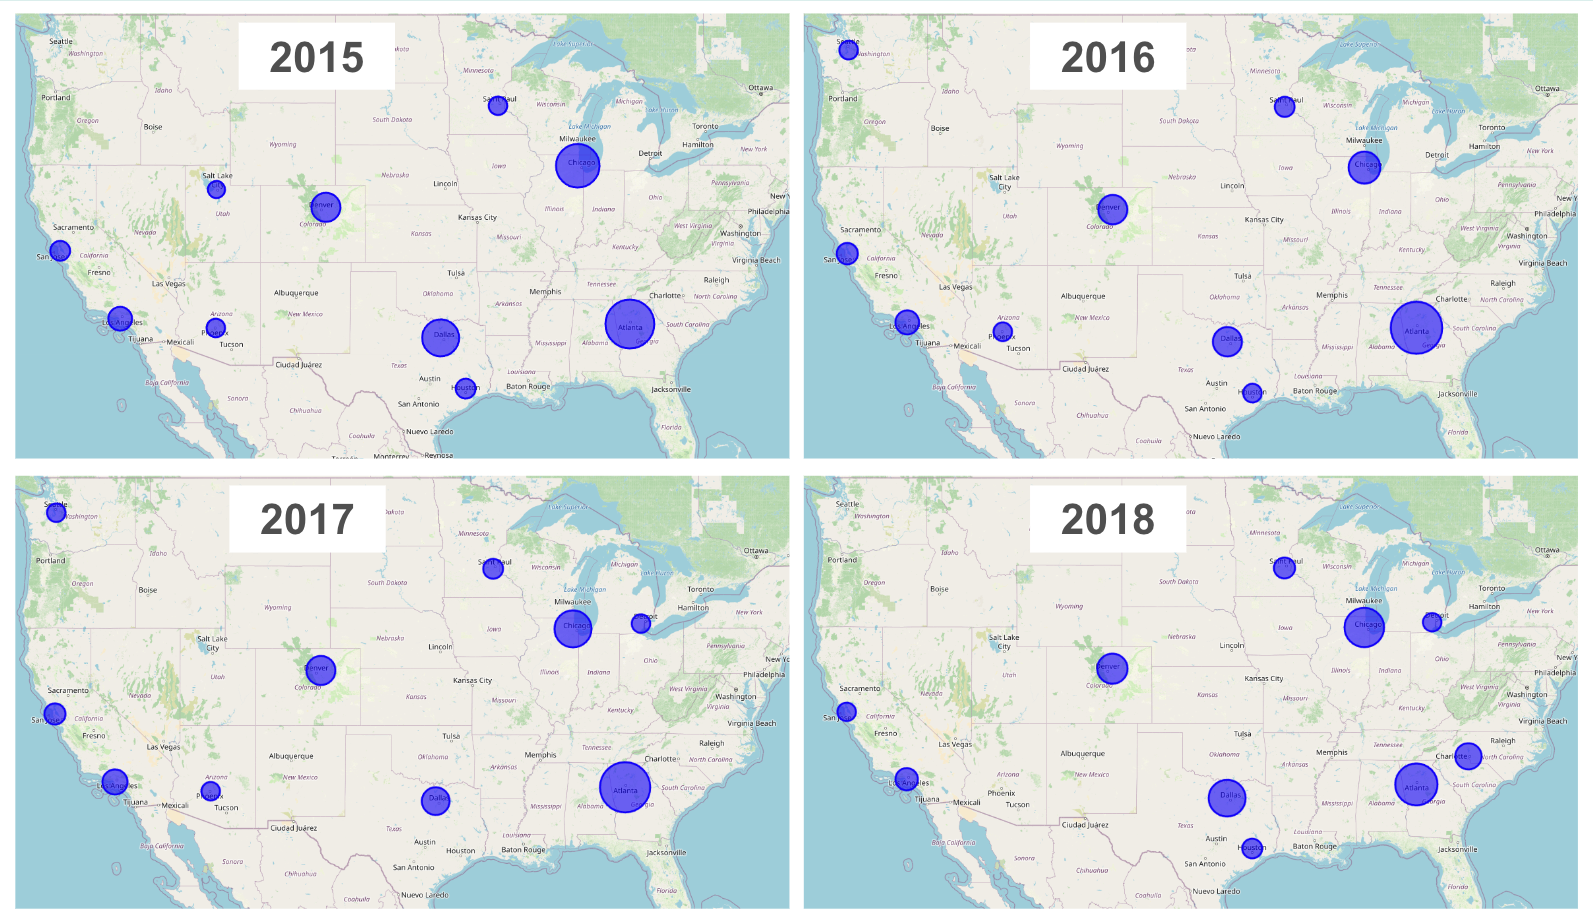 2015
Seattle
Washington
Lake Superior
Minnesota
Ottawa
Portland
Idaho
Saint Paul
Wisconsin
Michigan
Lake Huron
Oregon
Boise
South Dakota
Lake Michigan
Toronto
Milwaukee
Hamilton
Wyoming
Detroit
New York
Chicago
Iowa
Salt Lake
Nebraska
Lincoln
Pennsylvania
Ohio
Denver
Utah
Illinois
Indiana
Philadelphia
Colorado
Kansas City
Sacramento
Nevada
Kansas
Missouri
West Virginia
Washington
Virginia
California
Kentucky
Virginia Beach
Fresno
Tulsa
Las Vegas
Raleigh
Tennessee
Albuquerque
Oklahoma
Memphis
Charlotte
North Carolina
Arkansas
Arizona
New Mexico
Los Angeles
Phoenix
Dallas
Atlanta
South Carolina
Tijuana
Mexicali
Tucson
Mississippi
Alabama
Georgia
Ciudad Juárez
Texas
Louisiana
Baja California
Austin
Houston
Baton Rouge
Jacksonville
Sonora
San Antonio
Chihuahua
Florida
Nuevo Laredo
Coahuila
Monterrey
Reynosa
2016
Seattle
Washington
Lake Superior
Minnesota
Ottawa
Portland
Idaho
Saint Paul
Wisconsin
Michigan
Lake Huron
Oregon
Boise
South Dakota
Lake Michigan
Toronto
Milwaukee
Hamilton
Wyoming
Detroit
New York
Chicago
Iowa
Salt Lake
City
Nebraska
Lincoln
Pennsylvania
Ohio
Denver
Utah
Illinois
Indiana
Philadelphia
Colorado
Kansas City
Sacramento
Nevada
Kansas
Missouri
West Virginia
Washington
Virginia
California
Kentucky
Virginia Beach
Fresno
Tulsa
Las Vegas
Raleigh
Tennessee
Albuquerque
Oklahoma
Memphis
Charlotte
North Carolina
Arkansas
Arizona
New Mexico
Los Angeles
Phoenix
Dallas
Atlanta
South Carolina
Tijuana
Mexicali
Tucson
Mississippi
Alabama
Georgia
Ciudad Juárez
Texas
Louisiana
Baja California
Austin
Houston
Baton Rouge
Jacksonville
Sonora
San Antonio
Chihuahua
Florida
Nuevo Laredo
2017
Seattle
Washington
Lake Superior
Minnesota
Ottawa
Portland
Idaho
Saint Paul
Wisconsin
Michigan
Lake Huron
Oregon
Boise
South Dakota
Lake Michigan
Toronto
Milwaukee
Hamilton
Wyoming
Detroit
New York
Chicago
Iowa
Salt Lake
City
Nebraska
Lincoln
Pennsylvania
Ohio
Denver
Utah
Illinois
Indiana
Philadelphia
Colorado
Kansas City
Sacramento
Nevada
Kansas
Missouri
West Virginia
Washington
Virginia
California
Kentucky
Virginia Beach
Fresno
Tulsa
Las Vegas
Raleigh
Tennessee
Albuquerque
Oklahoma
Memphis
Charlotte
North Carolina
Arkansas
Arizona
New Mexico
Los Angeles
Phoenix
Dallas
Atlanta
South Carolina
Tijuana
Mexicali
Tucson
Mississippi
Alabama
Georgia
Ciudad Juárez
Texas
Louisiana
Baja California
Austin
Houston
Baton Rouge
Jacksonville
Sonora
San Antonio
Chihuahua
Florida
Nuevo Laredo
Coahuila
2018
Seattle
Washington
Lake Superior
Minnesota
Ottawa
Portland
Idaho
Saint Paul
Wisconsin
Michigan
Lake Huron
Oregon
Boise
South Dakota
Lake Michigan
Toronto
Milwaukee
Hamilton
Wyoming
Detroit
New York
Chicago
Iowa
Salt Lake
City
Nebraska
Lincoln
Pennsylvania
Ohio
Denver
Utah
Illinois
Indiana
Philadelphia
Colorado
Kansas City
Sacramento
Nevada
Kansas
Missouri
West Virginia
Washington
Virginia
California
Kentucky
Virginia Beach
Fresno
Tulsa
Las Vegas
Raleigh
Tennessee
Albuquerque
Oklahoma
Memphis
Charlotte
North Carolina
Arkansas
Arizona
New Mexico
Los Angeles
Phoenix
Dallas
Atlanta
South Carolina
Tijuana
Mexicali
Tucson
Mississippi
Alabama
Georgia
Ciudad Juárez
Texas
Louisiana
Baja California
Austin
Houston
Baton Rouge
Jacksonville
Sonora
San Antonio
Chihuahua
Florida
Nuevo Laredo